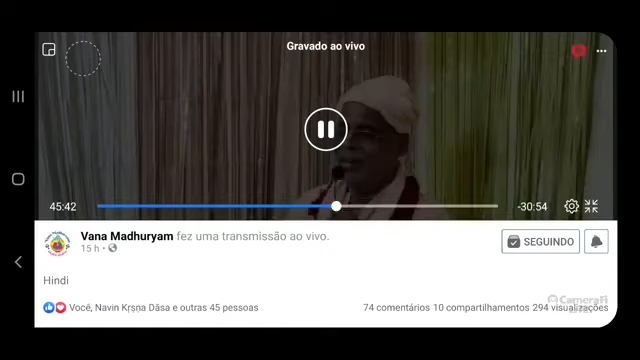 Gravado ao vivo
45:42
-30:54
Vana Madhuryam fez uma transmissão ao vivo.
15 h
SEGUINDO
Hindi
Você, Navin Kṛṣṇa Dāsa e outras 45 pessoas
74 comentários 10 compartilhamentos 294 visualizações
CameraFi